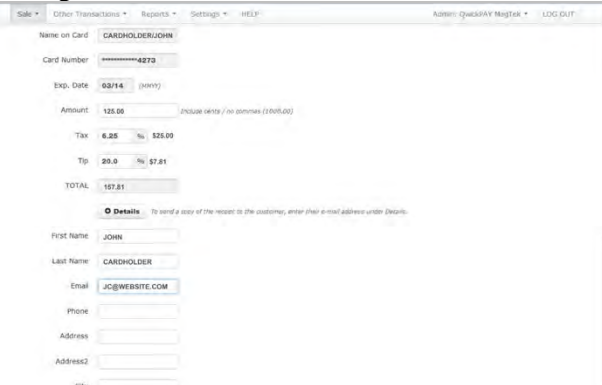 Sale Other Transactions Reports Settings HELP Admin: QwickPAY MagTek LOG OUT
Name on Card CARDHOLDER/JOHN
Card Number ************4273
Exp. Date 03/14 (MMYY)
Amount 125.00 Include cents / no commas (1000.00)
Tax 6.25 % $25.00
Tip 20.0 % $7.81
TOTAL 157.81
Details To send a copy of the receipt to the customer, enter their e-mail address under Details.
First Name JOHN
Last Name CARDHOLDER
Email JC@WEBSITE.COM
Phone
Address
Address2